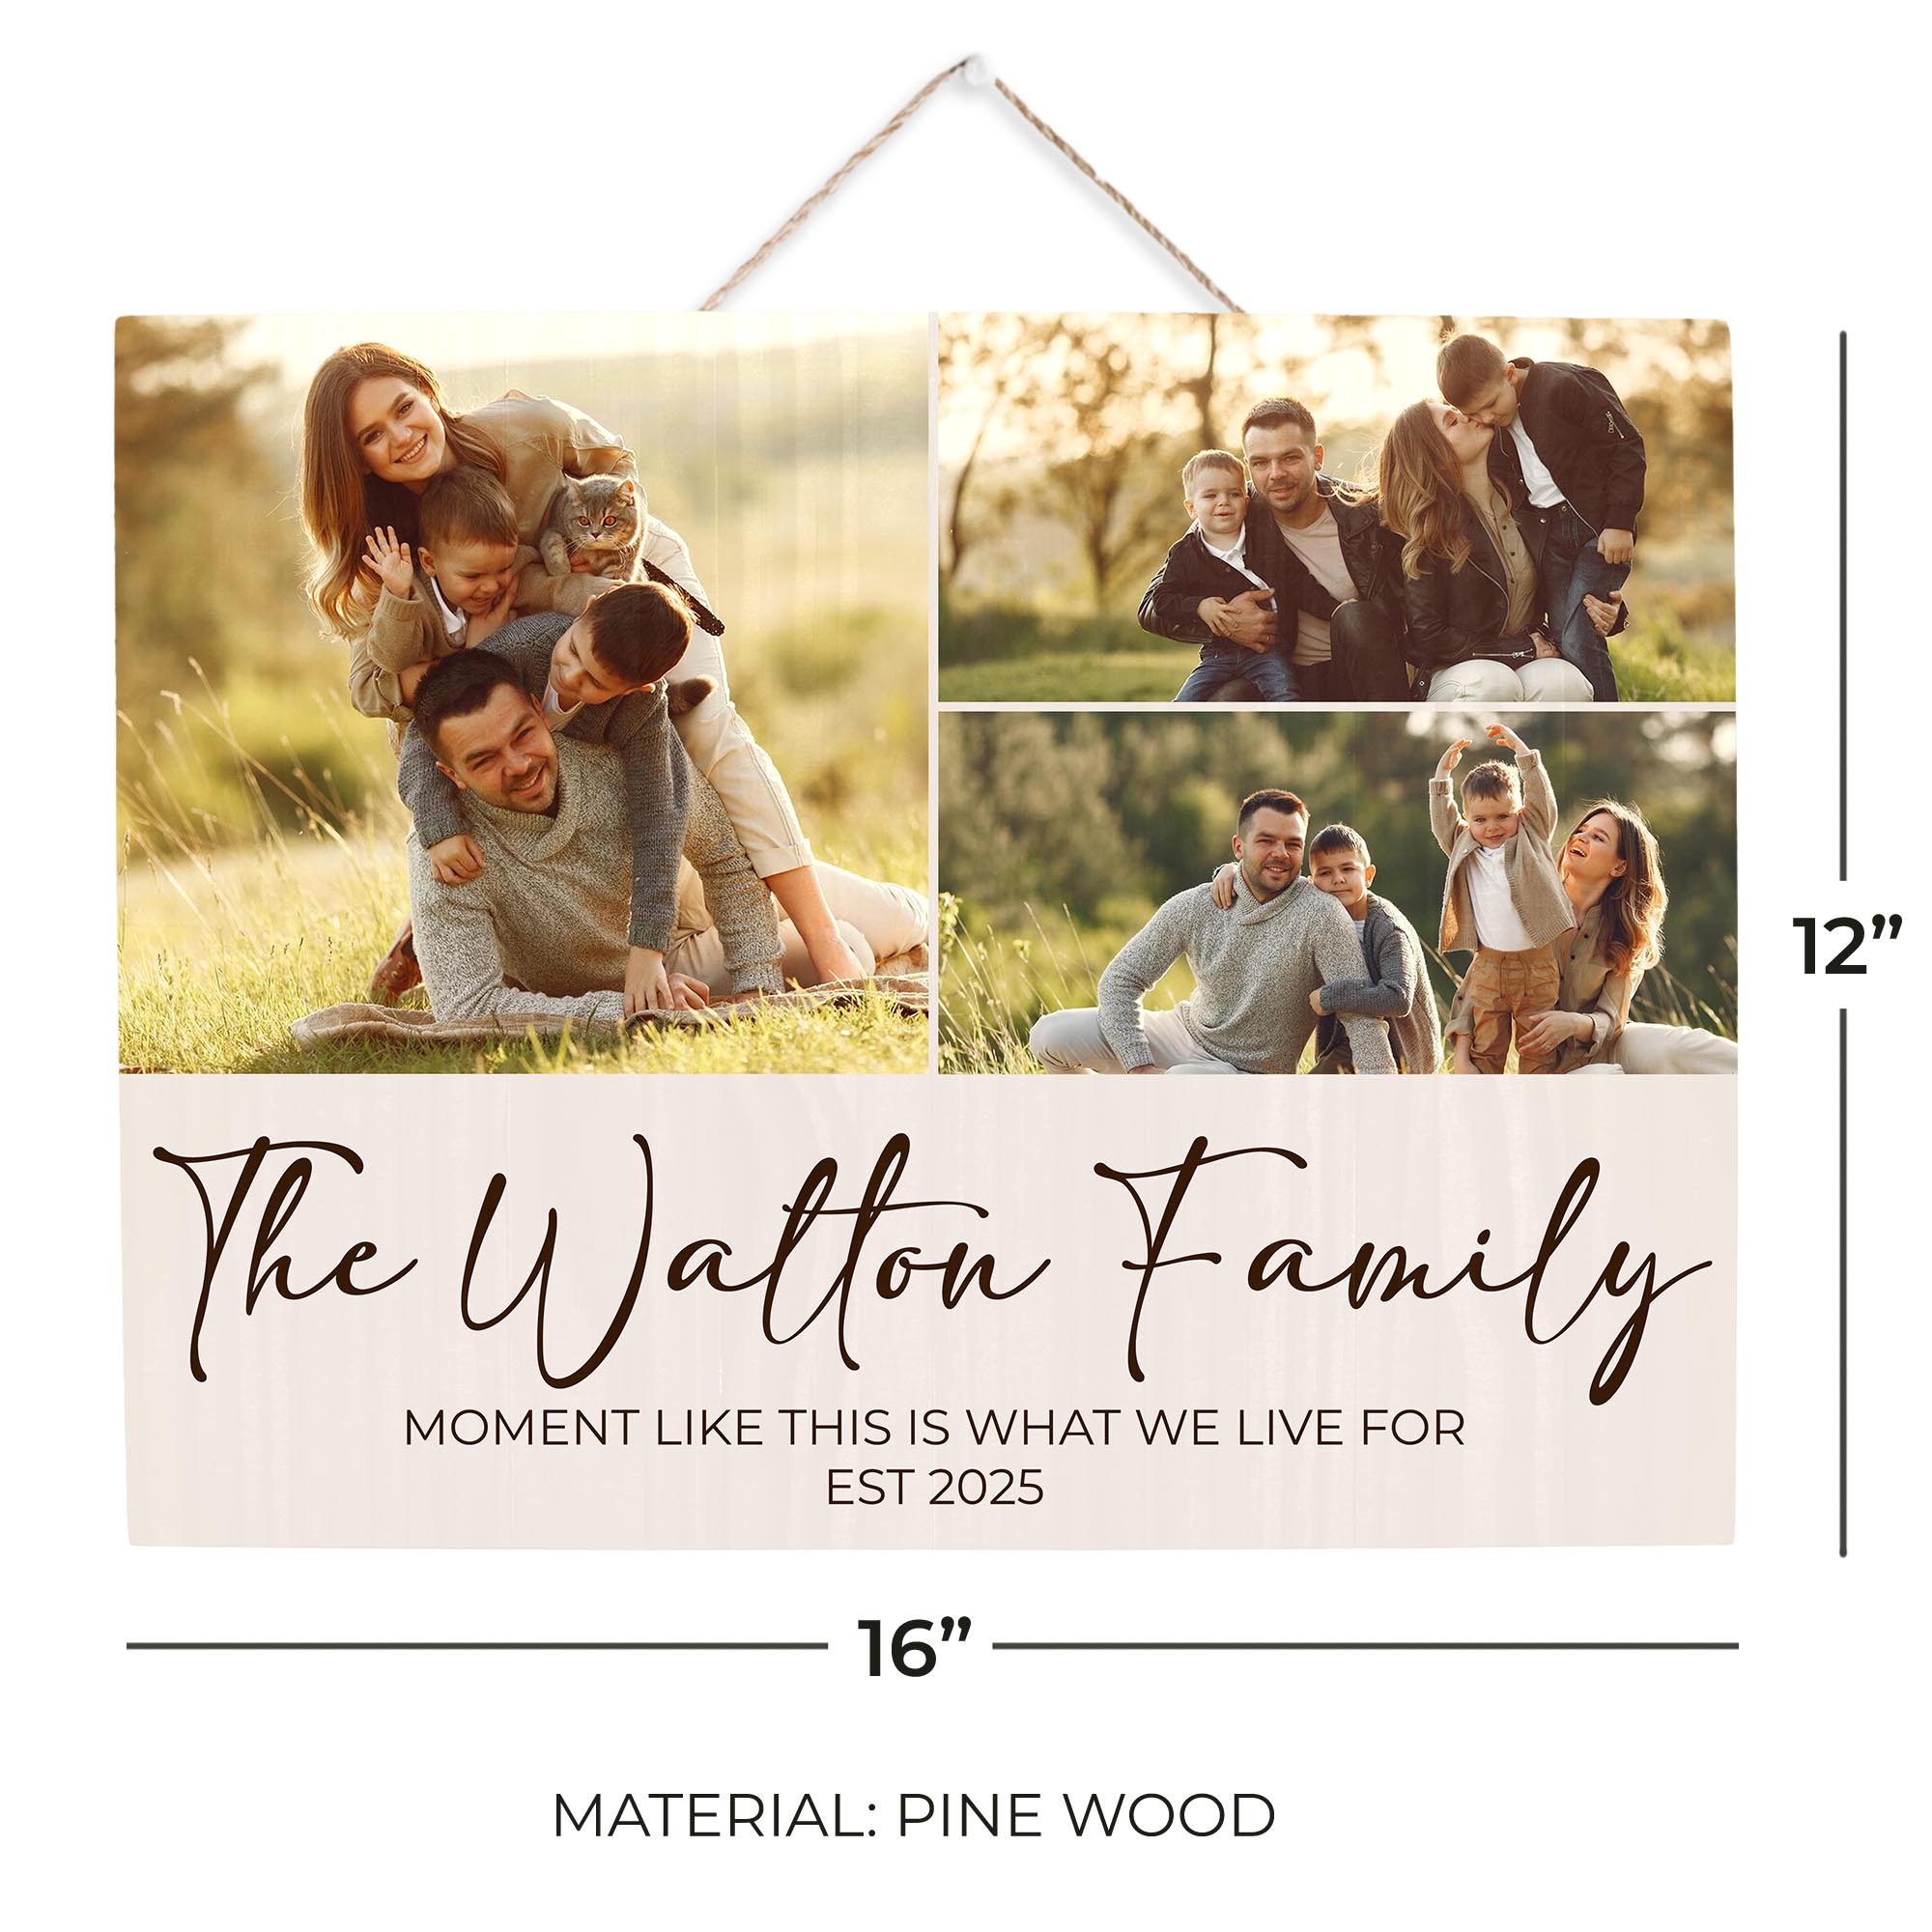 The Walton Family
MOMENT LIKE THIS IS WHAT WE LIVE FOR
EST 2025
12”
16”
MATERIAL: PINE WOOD